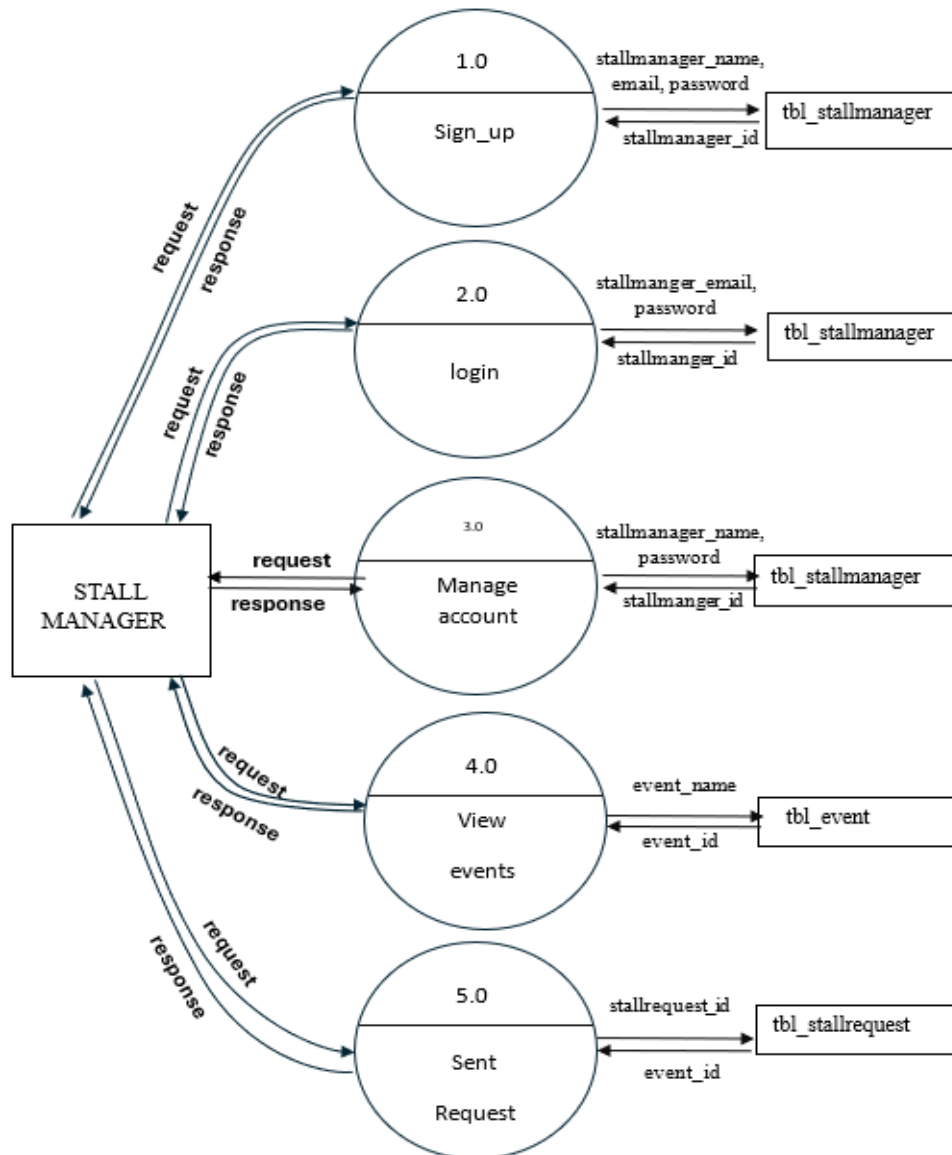 1.0
Sign_up
stallmanager_name,
email, password
stallmanager_id
tbl_stallmanager
request
response
2.0
login
stallmanger_email,
password
stallmanger_id
tbl_stallmanager
request
response
STALL
MANAGER
request
response
3.0
Manage
account
stallmanager_name,
password
stallmanger_id
tbl_stallmanager
request
response
4.0
View
events
event_name
event_id
tbl_event
request
response
5.0
Sent
Request
stallrequest_id
event_id
tbl_stallrequest